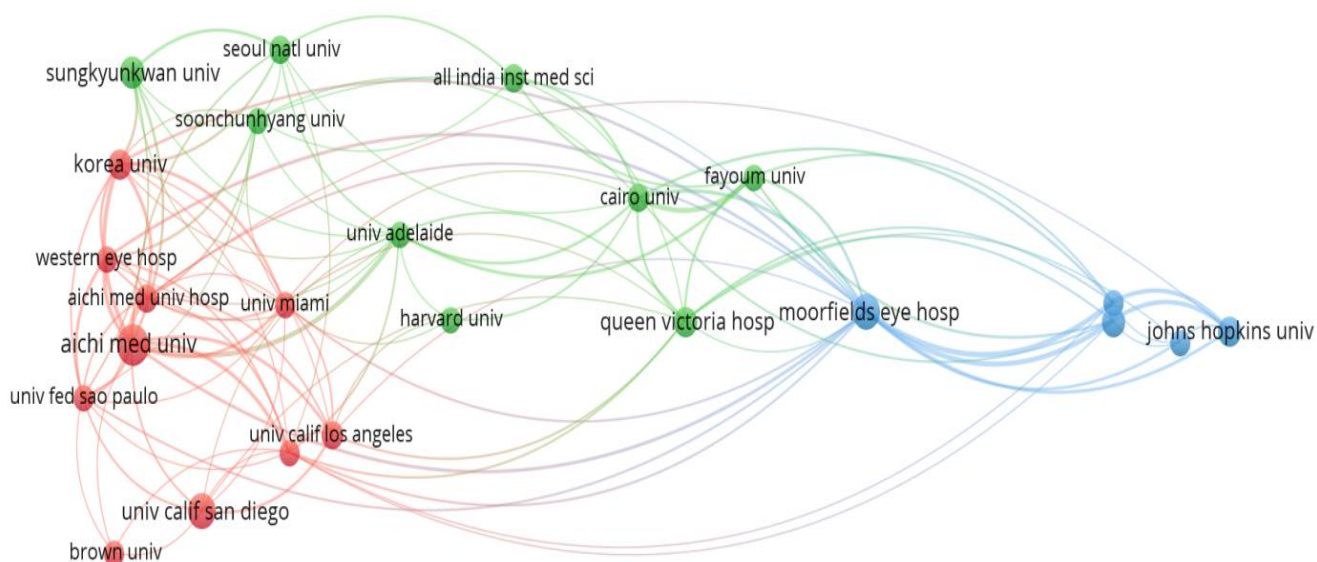 seoul natl univ
sungkyunkwan univ
all india inst med sci
soonchunhyang univ
korea univ
fayoum univ
cairo univ
univ adelaide
western eye hosp
aichi med univ hosp
univ miami
harvard univ
queen victoria hosp
moorfields eye hosp
johns hopkins univ
aichi med univ
univ fed sao paulo
univ calif los angeles
univ calif san diego
brown univ